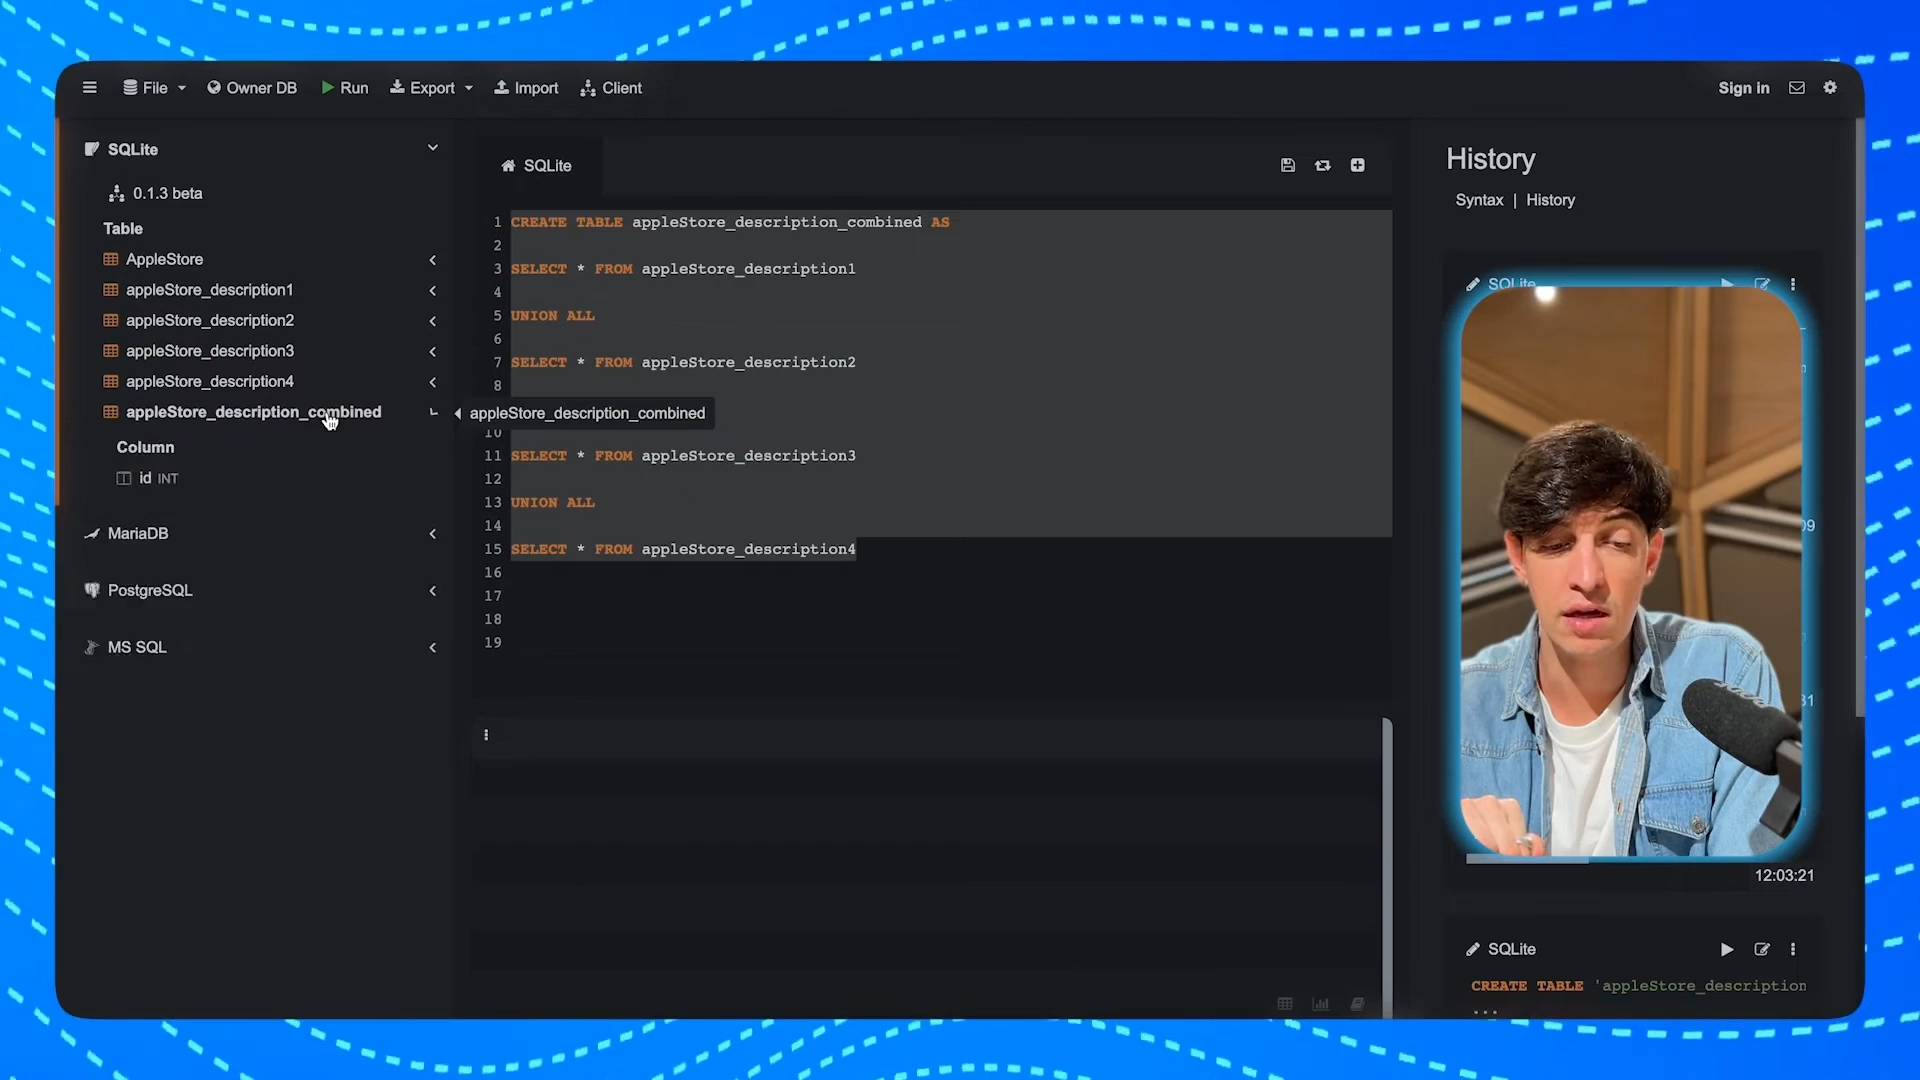 File
Owner DB
Run
Export
Import
Client
Sign in
SQLite
0.1.3 beta
Table
AppleStore
appleStore_description1
appleStore_description2
appleStore_description3
appleStore_description4
appleStore_description_combined
Column
id INT
MariaDB
PostgreSQL
MS SQL
SQLite
1 CREATE TABLE appleStore_description_combined AS
2
3 SELECT * FROM appleStore_description1
4
5 UNION ALL
6
7 SELECT * FROM appleStore_description2
8
appleStore_description_combined
10
11 SELECT * FROM appleStore_description3
12
13 UNION ALL
14
15 SELECT * FROM appleStore_description4
16
17
18
19
History
Syntax | History
SQLite
09
31
12:03:21
SQLite
CREATE TABLE 'appleStore_description
...